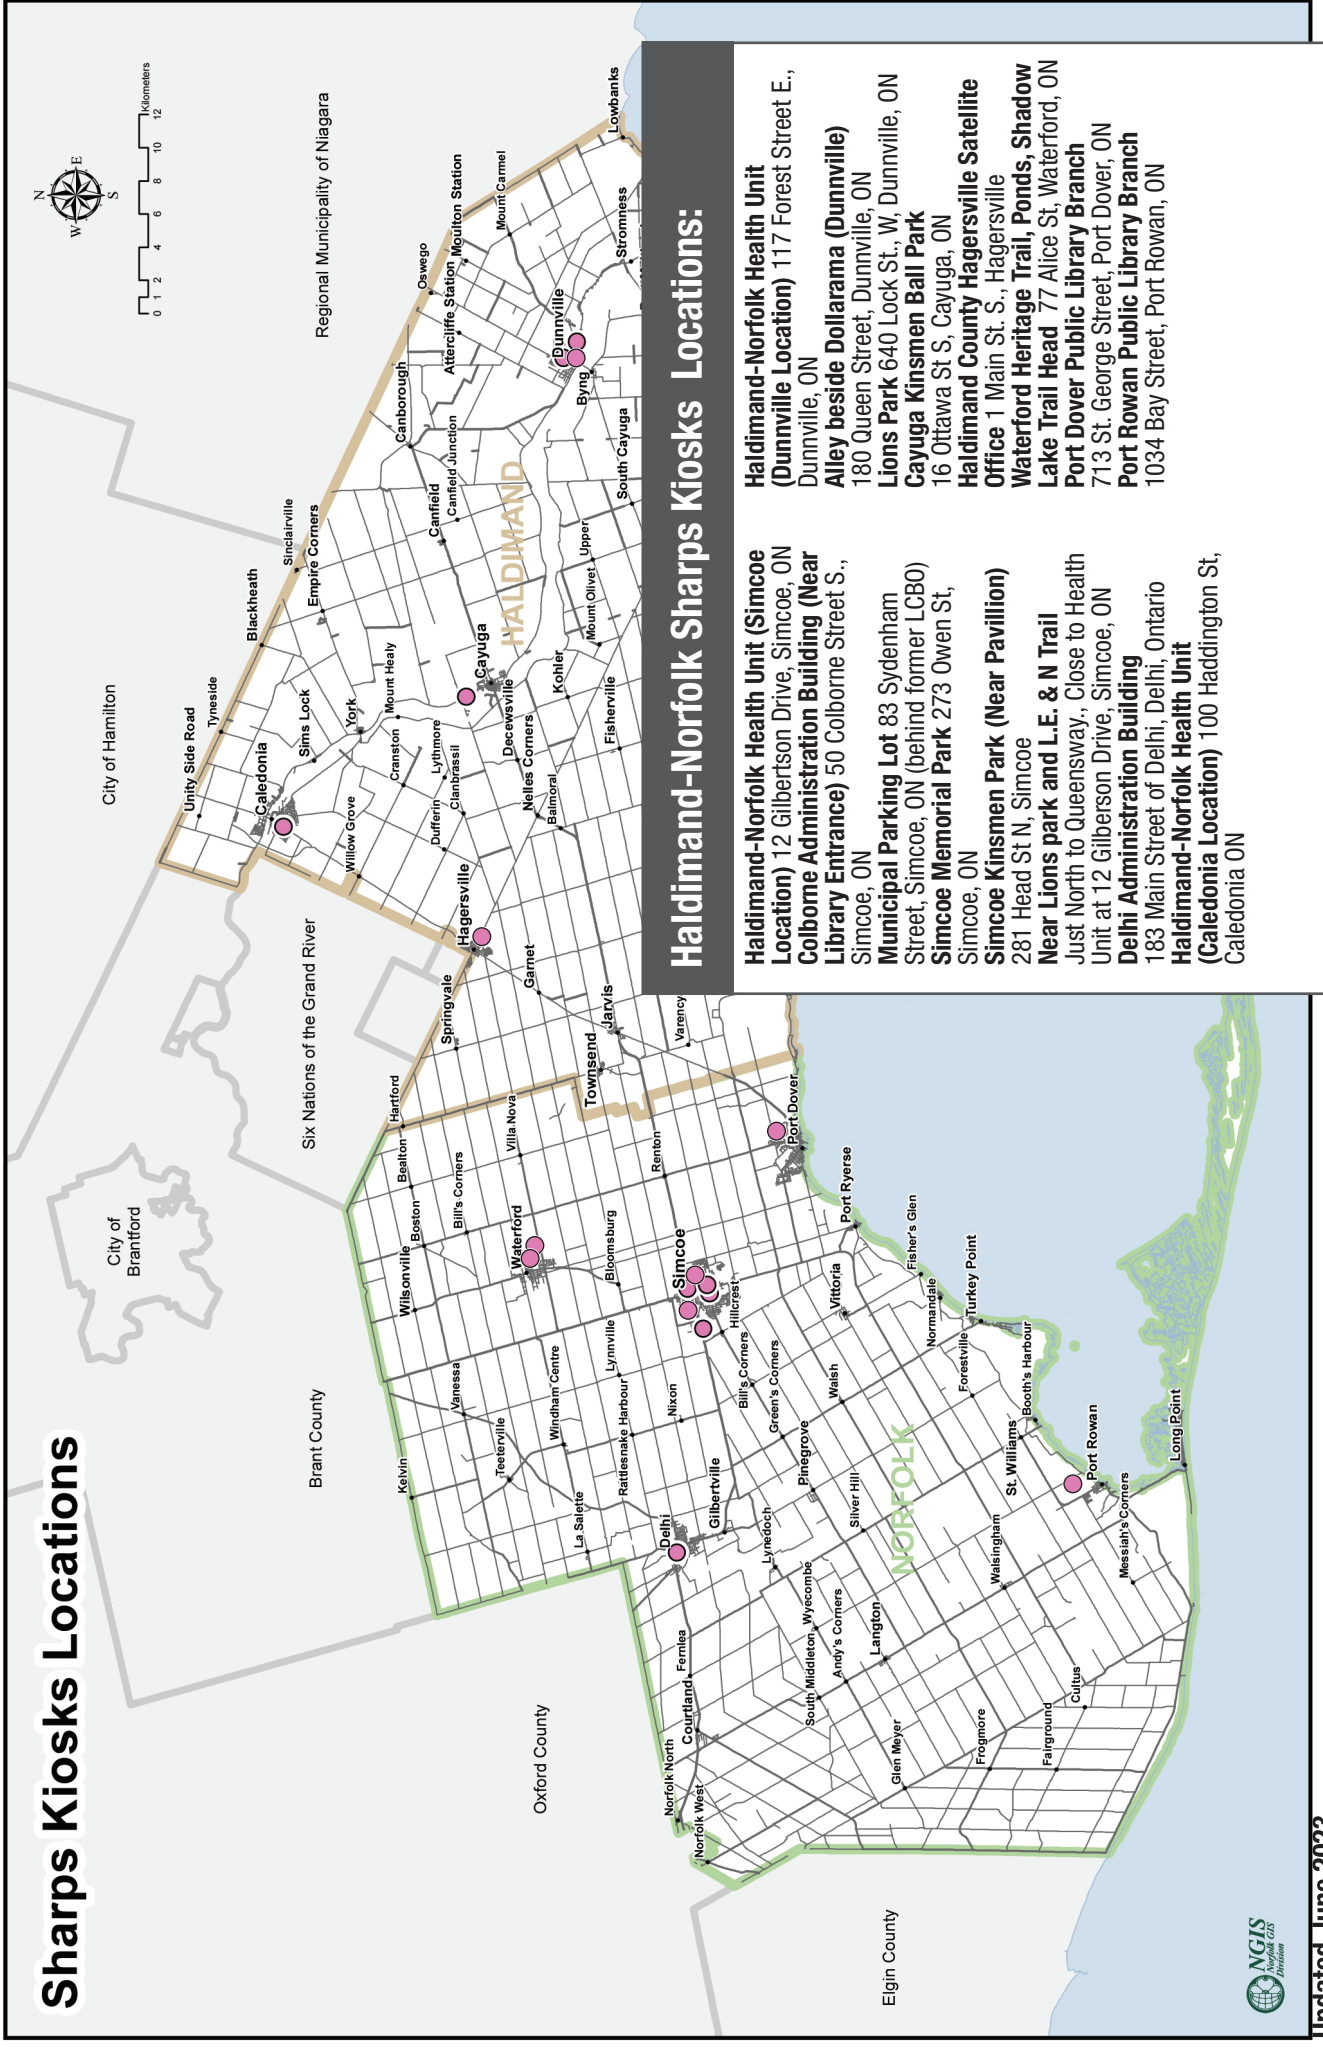 Sharps Kiosks Locations
N
W
E
S
0 1 2 4 6 8 10 12
Kilometers
City of Hamilton
Regional Municipality of Niagara
Six Nations of the Grand River
City of
Brantford
Brant County
Oxford County
Elgin County
HALDIMAND
NORFOLK
Unity Side Road
Tyneside
Blackheath
Sinclairville
Empire Corners
Caledonia
Sims Lock
York
Mount Healy
Willow Grove
Cranston
Lythmore
Dufferin
Clanbrassil
Cayuga
Decewsville
Nelles Corners
Balmoral
Kohler
Fisherville
Mount Olivet
Upper
South Cayuga
Canfield
Canfield Junction
Canborough
Attercliffe Station
Oswego
Moulton Station
Mount Carmel
Lowbanks
Stromness
Dunnville
Byng
Hagersville
Springvale
Garnet
Jarvis
Townsend
Varency
Hartford
Bealton
Boston
Wilsonville
Bill's Corners
Villa Nova
Waterford
Bloomsburg
Renton
Simcoe
Hillcrest
Port Dover
Port Ryerse
Fisher's Glen
Normandale
Turkey Point
Vittoria
Forestville
Booth's Harbour
St. Williams
Port Rowan
Long Point
Messiah's Corners
Walsingham
Walsh
Green's Corners
Bill's Corners
Pinegrove
Silver Hill
Nixon
Lynnville
Rattlesnake Harbour
Windham Centre
Vanessa
Teeterville
Kelvin
La Salette
Delhi
Gilbertville
Lynedoch
Wyecombe
South Middleton
Andy's Corners
Langton
Fernlea
Courtland
Norfolk North
Norfolk West
Glen Meyer
Frogmore
Fairground
Cultus
Haldimand-Norfolk Sharps Kiosks Locations:
Haldimand-Norfolk Health Unit (Simcoe
Location) 12 Gilbertson Drive, Simcoe, ON
Colborne Administration Building (Near
Library Entrance) 50 Colborne Street S.,
Simcoe, ON
Municipal Parking Lot 83 Sydenham
Street, Simcoe, ON (behind former LCBO)
Simcoe Memorial Park 273 Owen St,
Simcoe, ON
Simcoe Kinsmen Park (Near Pavillion)
281 Head St N, Simcoe
Near Lions park and L.E. & N Trail
Just North to Queensway., Close to Health
Unit at 12 Gilberson Drive, Simcoe, ON
Delhi Administration Building
183 Main Street of Delhi, Delhi, Ontario
Haldimand-Norfolk Health Unit
(Caledonia Location) 100 Haddington St,
Caledonia ON
Haldimand-Norfolk Health Unit
(Dunnville Location) 117 Forest Street E.,
Dunnville, ON
Alley beside Dollarama (Dunnville)
180 Queen Street, Dunnville, ON
Lions Park 640 Lock St., W, Dunnville, ON
Cayuga Kinsmen Ball Park
16 Ottawa St S, Cayuga, ON
Haldimand County Hagersville Satellite
Office 1 Main St. S., Hagersville
Waterford Heritage Trail, Ponds, Shadow
Lake Trail Head 77 Alice St, Waterford, ON
Port Dover Public Library Branch
713 St. George Street, Port Dover, ON
Port Rowan Public Library Branch
1034 Bay Street, Port Rowan, ON
NGIS
Norfolk GIS
Division
Updated June 2023